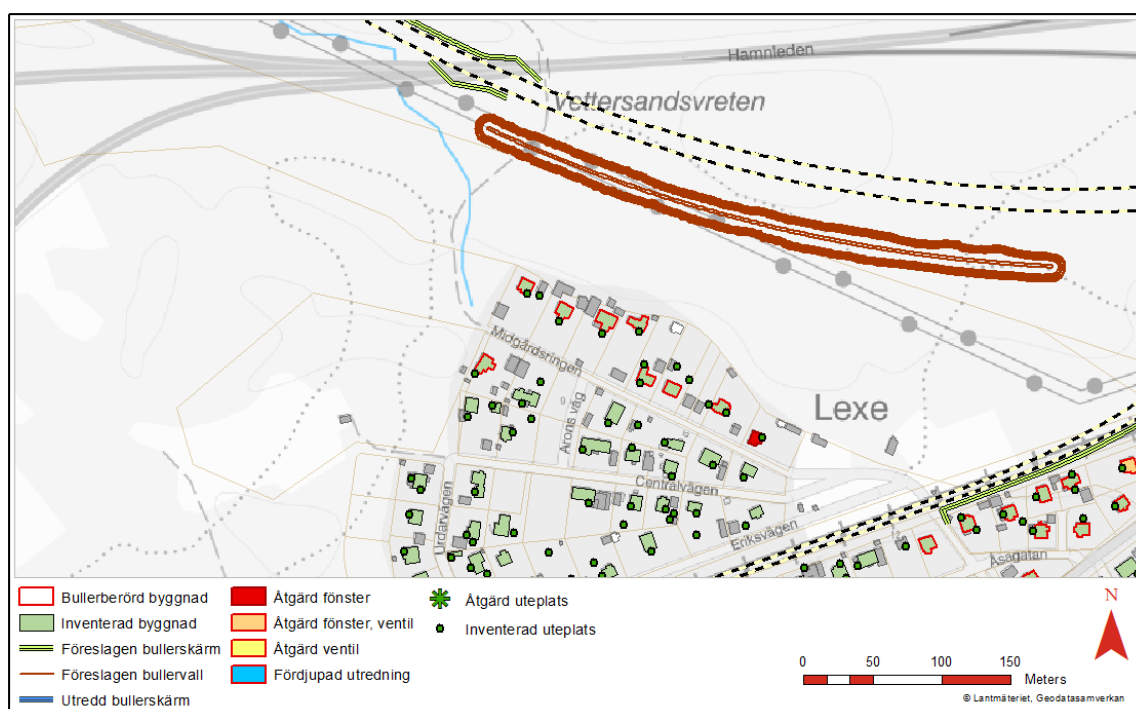 Hamnleden
Vettersandsvreten
Midgårdsringen
Lexe
Arons väg
Centralvägen
Urdarvägen
Eriksvägen
Åsagatan
Bullerberörd byggnad
Inventerad byggnad
Föreslagen bullerskärm
Föreslagen bullervall
Utredd bullerskärm
Åtgärd fönster
Åtgärd fönster, ventil
Åtgärd ventil
Fördjupad utredning
Åtgärd uteplats
Inventerad uteplats
N
0 50 100 150
Meters
© Lantmäteriet, Geodatasamverkan